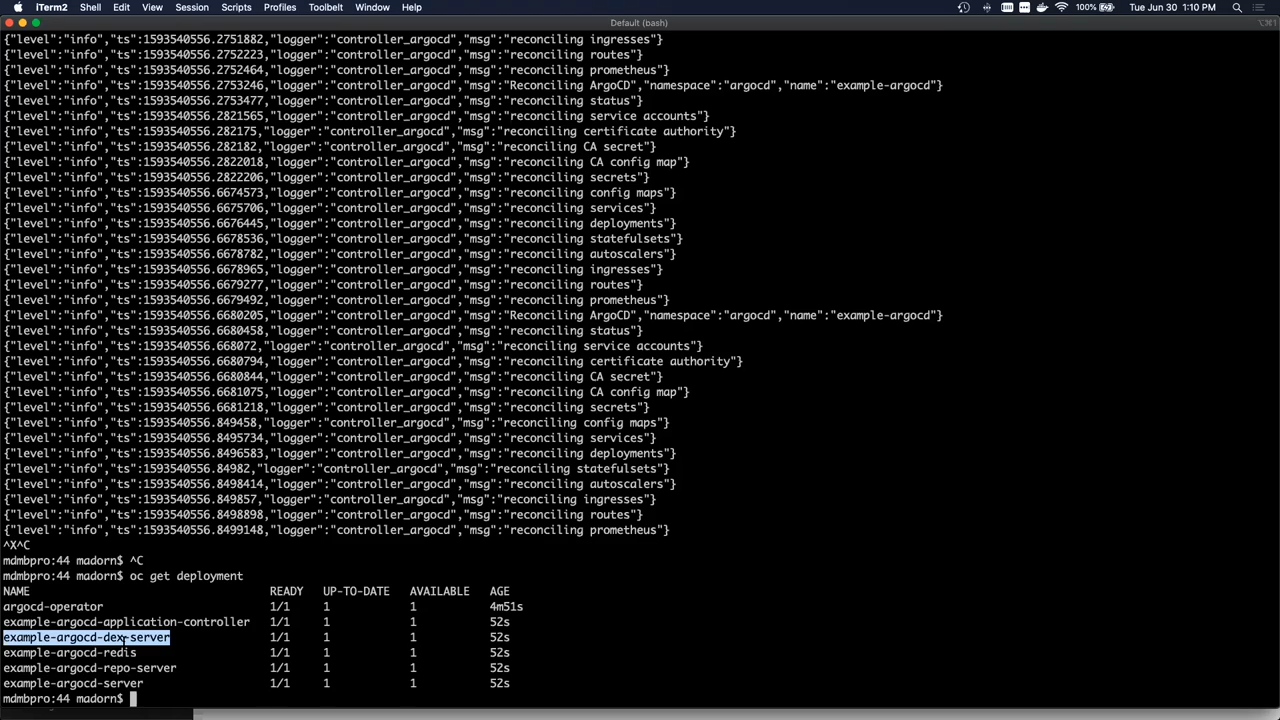 iTerm2 Shell Edit View Session Scripts Profiles Toolbelt Window Help 100% Tue Jun 30 1:10 PM
Default (bash)
{"level":"info","ts":1593540556.2751882,"logger":"controller_argocd","msg":"reconciling ingresses"}
{"level":"info","ts":1593540556.2752223,"logger":"controller_argocd","msg":"reconciling routes"}
{"level":"info","ts":1593540556.2752464,"logger":"controller_argocd","msg":"reconciling prometheus"}
{"level":"info","ts":1593540556.2753246,"logger":"controller_argocd","msg":"Reconciling ArgoCD","namespace":"argocd","name":"example-argocd"}
{"level":"info","ts":1593540556.2753477,"logger":"controller_argocd","msg":"reconciling status"}
{"level":"info","ts":1593540556.2821565,"logger":"controller_argocd","msg":"reconciling service accounts"}
{"level":"info","ts":1593540556.282175,"logger":"controller_argocd","msg":"reconciling certificate authority"}
{"level":"info","ts":1593540556.282182,"logger":"controller_argocd","msg":"reconciling CA secret"}
{"level":"info","ts":1593540556.2822018,"logger":"controller_argocd","msg":"reconciling CA config map"}
{"level":"info","ts":1593540556.2822206,"logger":"controller_argocd","msg":"reconciling secrets"}
{"level":"info","ts":1593540556.6674573,"logger":"controller_argocd","msg":"reconciling config maps"}
{"level":"info","ts":1593540556.6675706,"logger":"controller_argocd","msg":"reconciling services"}
{"level":"info","ts":1593540556.6676445,"logger":"controller_argocd","msg":"reconciling deployments"}
{"level":"info","ts":1593540556.6678536,"logger":"controller_argocd","msg":"reconciling statefulsets"}
{"level":"info","ts":1593540556.6678782,"logger":"controller_argocd","msg":"reconciling autoscalers"}
{"level":"info","ts":1593540556.6678965,"logger":"controller_argocd","msg":"reconciling ingresses"}
{"level":"info","ts":1593540556.6679277,"logger":"controller_argocd","msg":"reconciling routes"}
{"level":"info","ts":1593540556.6679492,"logger":"controller_argocd","msg":"reconciling prometheus"}
{"level":"info","ts":1593540556.6680205,"logger":"controller_argocd","msg":"Reconciling ArgoCD","namespace":"argocd","name":"example-argocd"}
{"level":"info","ts":1593540556.6680458,"logger":"controller_argocd","msg":"reconciling status"}
{"level":"info","ts":1593540556.668072,"logger":"controller_argocd","msg":"reconciling service accounts"}
{"level":"info","ts":1593540556.6680794,"logger":"controller_argocd","msg":"reconciling certificate authority"}
{"level":"info","ts":1593540556.6680844,"logger":"controller_argocd","msg":"reconciling CA secret"}
{"level":"info","ts":1593540556.6681075,"logger":"controller_argocd","msg":"reconciling CA config map"}
{"level":"info","ts":1593540556.6681218,"logger":"controller_argocd","msg":"reconciling secrets"}
{"level":"info","ts":1593540556.849458,"logger":"controller_argocd","msg":"reconciling config maps"}
{"level":"info","ts":1593540556.8495734,"logger":"controller_argocd","msg":"reconciling services"}
{"level":"info","ts":1593540556.8496583,"logger":"controller_argocd","msg":"reconciling deployments"}
{"level":"info","ts":1593540556.84982,"logger":"controller_argocd","msg":"reconciling statefulsets"}
{"level":"info","ts":1593540556.8498414,"logger":"controller_argocd","msg":"reconciling autoscalers"}
{"level":"info","ts":1593540556.849857,"logger":"controller_argocd","msg":"reconciling ingresses"}
{"level":"info","ts":1593540556.8498898,"logger":"controller_argocd","msg":"reconciling routes"}
{"level":"info","ts":1593540556.8499148,"logger":"controller_argocd","msg":"reconciling prometheus"}
^X^C
mdmbpro:44 madorn$ ^C
mdmbpro:44 madorn$ oc get deployment
NAME READY UP-TO-DATE AVAILABLE AGE
argocd-operator 1/1 1 1 4m51s
example-argocd-application-controller 1/1 1 1 52s
example-argocd-dex-server 1/1 1 1 52s
example-argocd-redis 1/1 1 1 52s
example-argocd-repo-server 1/1 1 1 52s
example-argocd-server 1/1 1 1 52s
mdmbpro:44 madorn$